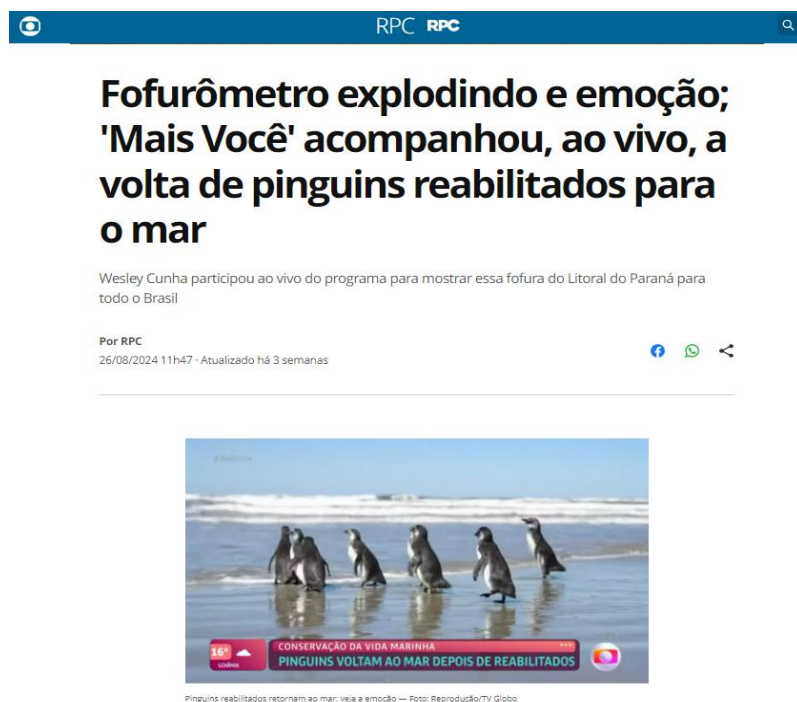 RPC RPC
Fofurômetro explodindo e emoção;
'Mais Você' acompanhou, ao vivo, a
volta de pinguins reabilitados para
o mar
Wesley Cunha participou ao vivo do programa para mostrar essa fofura do Litoral do Paraná para
todo o Brasil
Por RPC
26/08/2024 11h47 · Atualizado há 3 semanas
16°
GOIÂNIA
CONSERVAÇÃO DA VIDA MARINHA
PINGUINS VOLTAM AO MAR DEPOIS DE REABILITADOS
Pinguins reabilitados retornam ao mar; veja a emoção — Foto: Reprodução/TV Globo